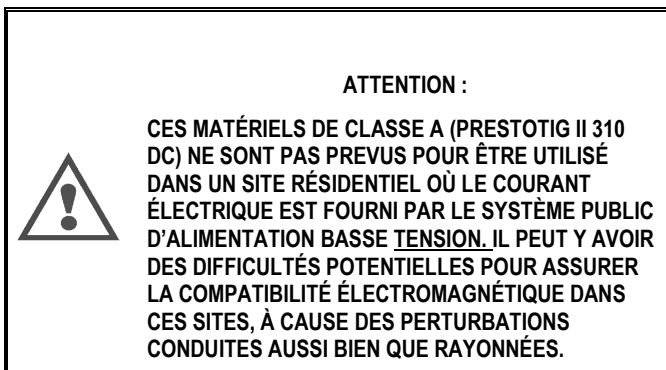 ATTENTION :
CES MATÉRIELS DE CLASSE A (PRESTOTIG II 310
DC) NE SONT PAS PREVUS POUR ÊTRE UTILISÉ
DANS UN SITE RÉSIDENTIEL OÙ LE COURANT
ÉLECTRIQUE EST FOURNI PAR LE SYSTÈME PUBLIC
D’ALIMENTATION BASSE TENSION. IL PEUT Y AVOIR
DES DIFFICULTÉS POTENTIELLES POUR ASSURER
LA COMPATIBILITÉ ÉLECTROMAGNÉTIQUE DANS
CES SITES, À CAUSE DES PERTURBATIONS
CONDUITES AUSSI BIEN QUE RAYONNÉES.